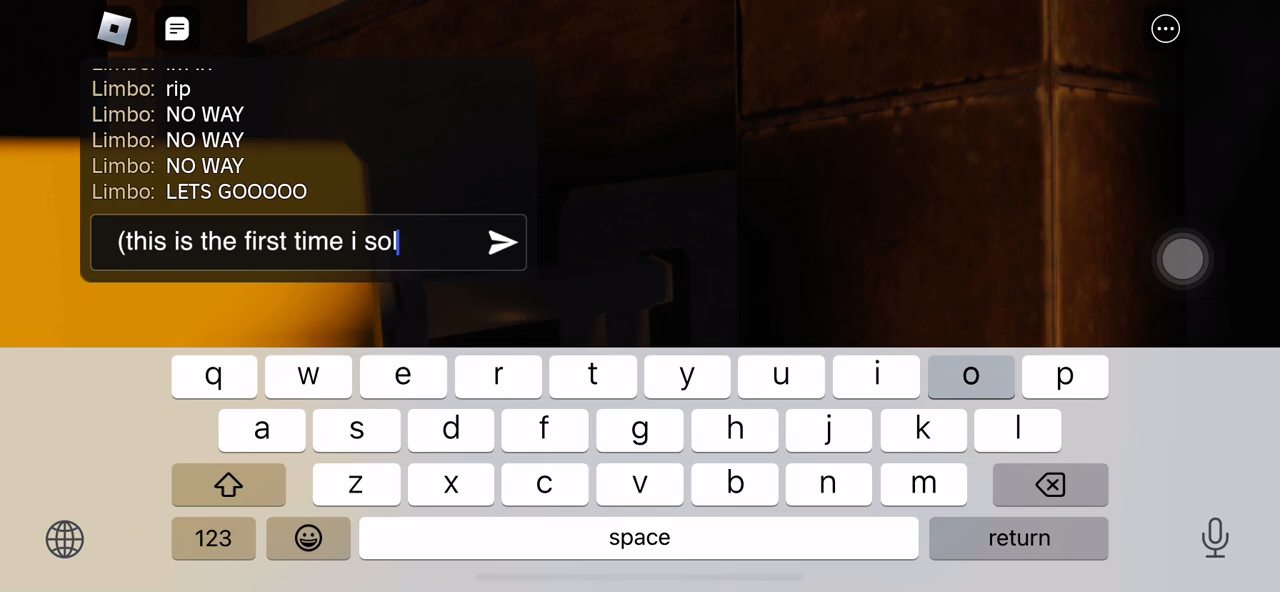 Limbo: rip
Limbo: NO WAY
Limbo: NO WAY
Limbo: NO WAY
Limbo: LETS GOOOOO
(this is the first time i sol
q w e r t y u i o p
a s d f g h j k l
z x c v b n m
123 space return